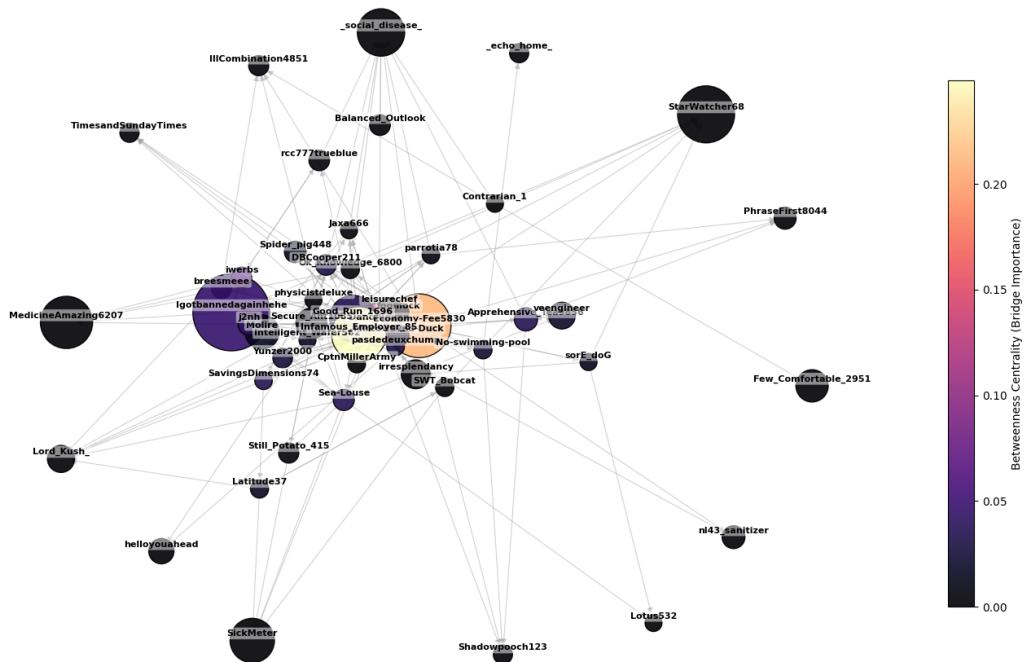 _social_disease_
_echo_home_
IllCombination4851
StarWatcher68
Balanced_Outlook
TimesandSundayTimes
rcc777trueblue
Contrarian_1
PhraseFirst8044
Jaxa666
Spider_pig448
parrotia78
DBCooper211
iwerbs
breesmeee
physicistdeluxe
leisurechef
Igotbannedagainhehe
Good_Run_1696
MedicineAmazing6207
j2nh
Economy-Fee5830
Apprehensive_
veengineer
Molire
Infamous_Employer_85
Duck
pasdedeuxchump
No-swimming-pool
Yunzer2000
CptnMillerArmy
sorE_doG
irresplendancy
SavingsDimensions74
SWT_Bobcat
Few_Comfortable_2951
Sea-Louse
Still_Potato_415
Lord_Kush_
Latitude37
nl43_sanitizer
helloyouahead
Lotus532
SickMeter
Shadowpooch123
0.20
0.15
0.10
0.05
0.00
Betweenness Centrality (Bridge Importance)